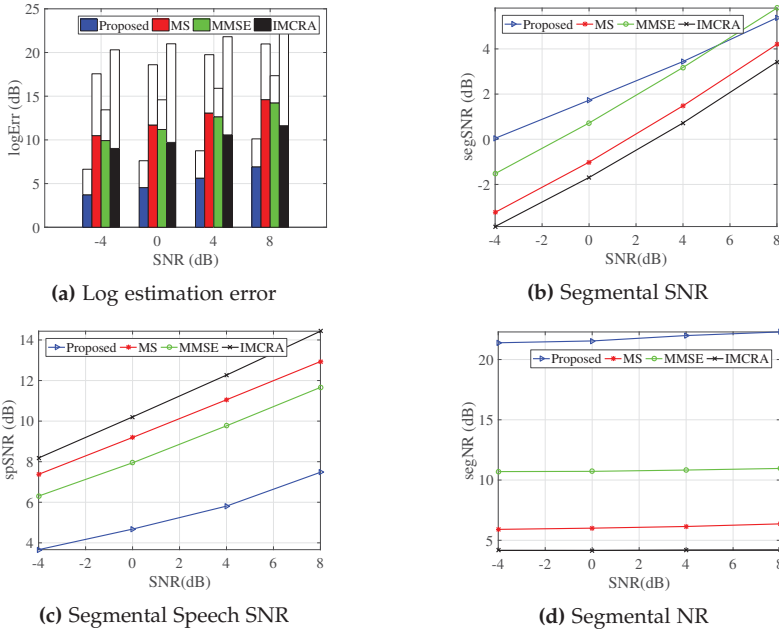 25
20
15
10
5
0
logErr (dB)
Proposed MS MMSE IMCRA
-4 0 4 8
SNR (dB)
(a) Log estimation error
4
2
0
-2
segSNR (dB)
Proposed MS MMSE IMCRA
-4 -2 0 2 4 6 8
SNR(dB)
(b) Segmental SNR
14
12
10
8
6
4
spSNR (dB)
Proposed MS MMSE IMCRA
-4 -2 0 2 4 6 8
SNR(dB)
(c) Segmental Speech SNR
20
15
10
5
segNR (dB)
Proposed MS MMSE IMCRA
-4 -2 0 2 4 6 8
SNR(dB)
(d) Segmental NR